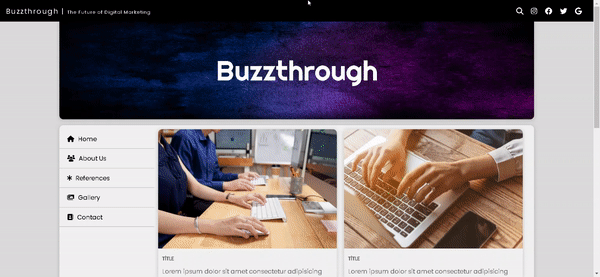 Buzzthrough | The Future of Digital Marketing
Buzzthrough
Home
About Us
References
Gallery
Contact
TITLE
Lorem ipsum dolor sit amet consectetur adipisicing
TITLE
Lorem ipsum dolor sit amet consectetur adipisicing